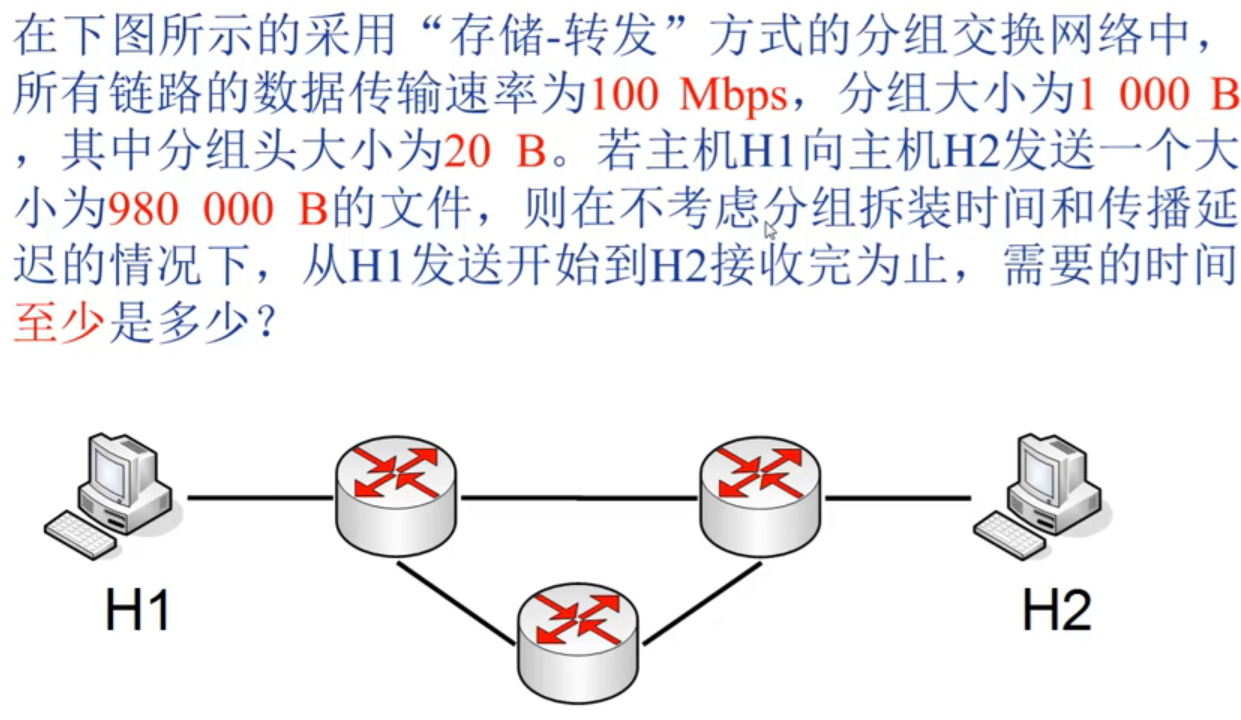 在下图所示的采用“存储-转发”方式的分组交换网络中，
所有链路的数据传输速率为100 Mbps，分组大小为1 000 B
，其中分组头大小为20 B。若主机H1向主机H2发送一个大
小为980 000 B的文件，则在不考虑分组拆装时间和传播延
迟的情况下，从H1发送开始到H2接收完为止，需要的时间
至少是多少？
H1
H2